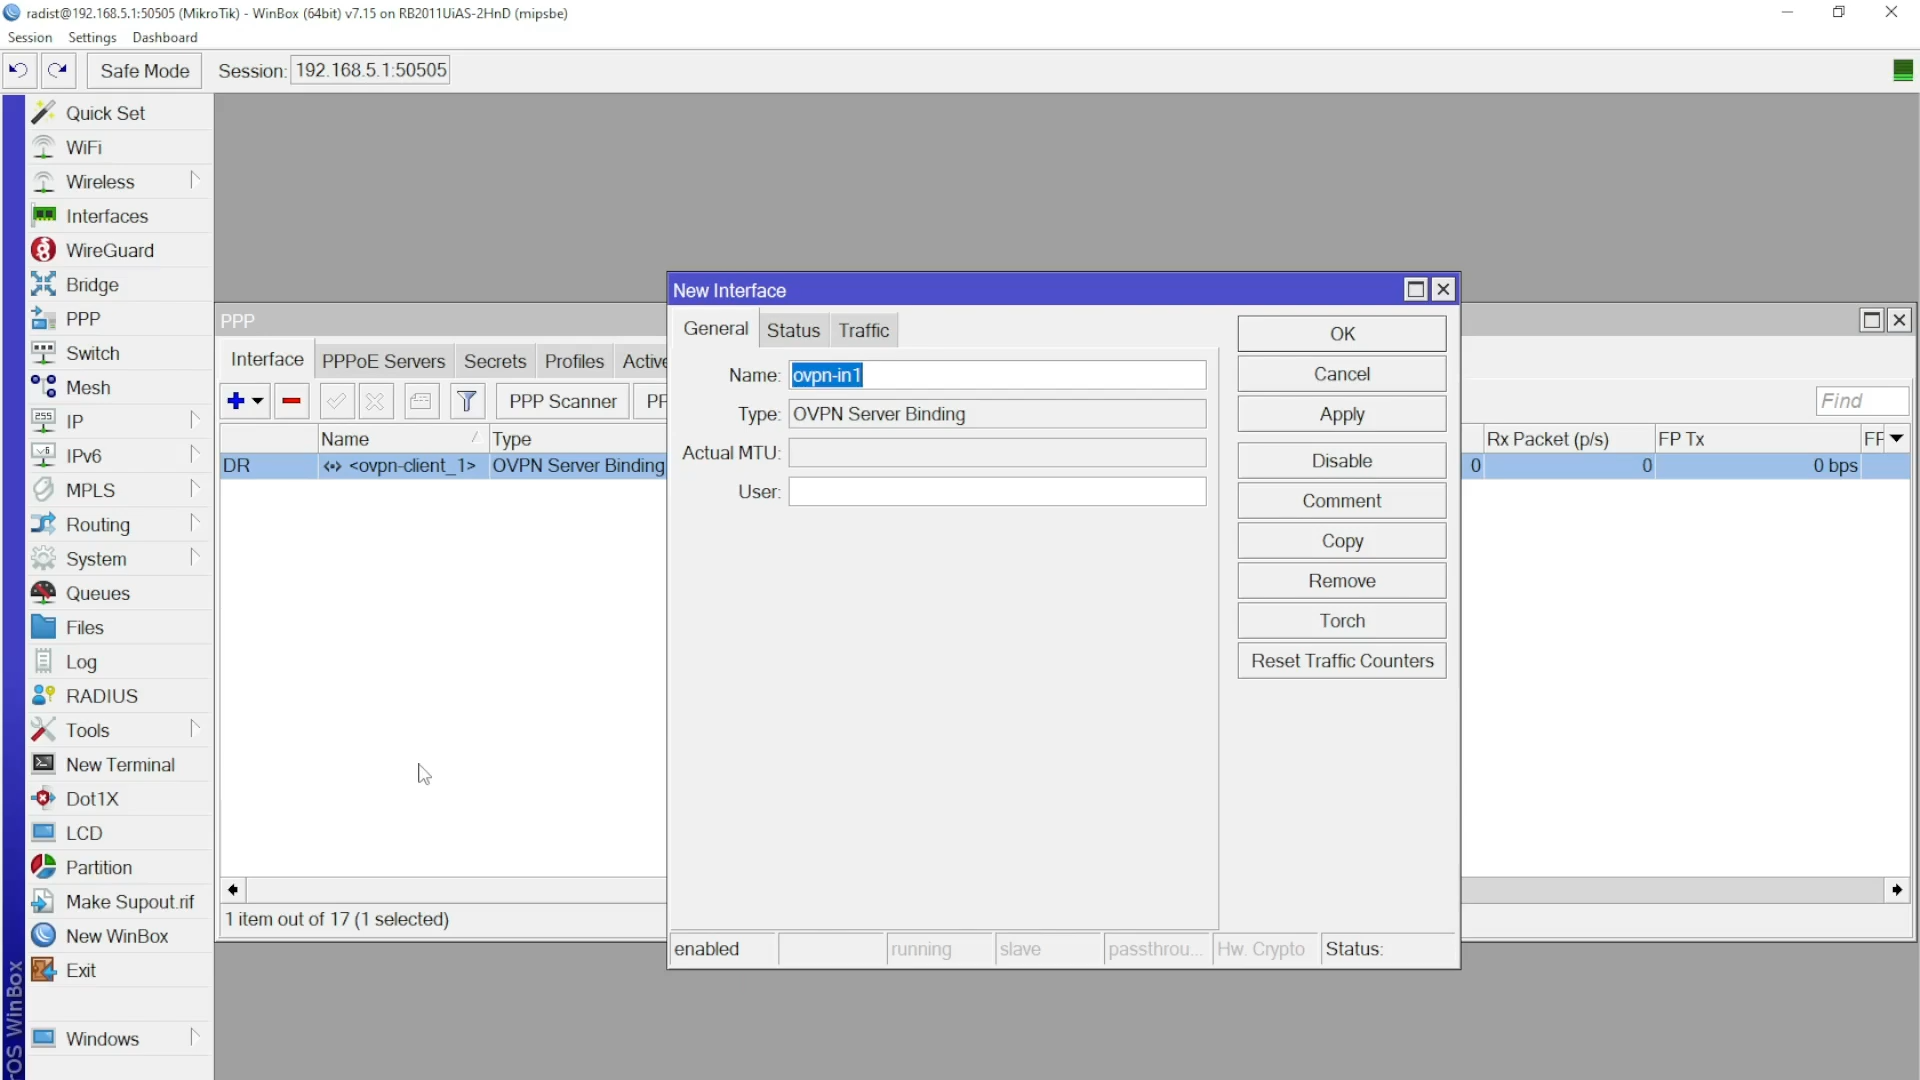 radist@192.168.5.1:50505 (MikroTik) - WinBox (64bit) v7.15 on RB2011UiAS-2HnD (mipsbe)
Session Settings Dashboard
Safe Mode Session: 192.168.5.1:50505
Quick Set
WiFi
Wireless
Interfaces
WireGuard
Bridge
PPP
Switch
Mesh
IP
IPv6
MPLS
Routing
System
Queues
Files
Log
RADIUS
Tools
New Terminal
Dot1X
LCD
Partition
Make Supout.rif
New WinBox
Exit
Windows
OS WinBox
PPP
Interface PPPoE Servers Secrets Profiles Active
PPP Scanner PP
Find
Name Type Rx Packet (p/s) FP Tx FF
DR <ovpn-client_1> OVPN Server Binding 0 0 0 bps
1 item out of 17 (1 selected)
New Interface
General Status Traffic
Name: ovpn-in1
Type: OVPN Server Binding
Actual MTU:
User:
OK
Cancel
Apply
Disable
Comment
Copy
Remove
Torch
Reset Traffic Counters
enabled running slave passthrou... Hw. Crypto Status: